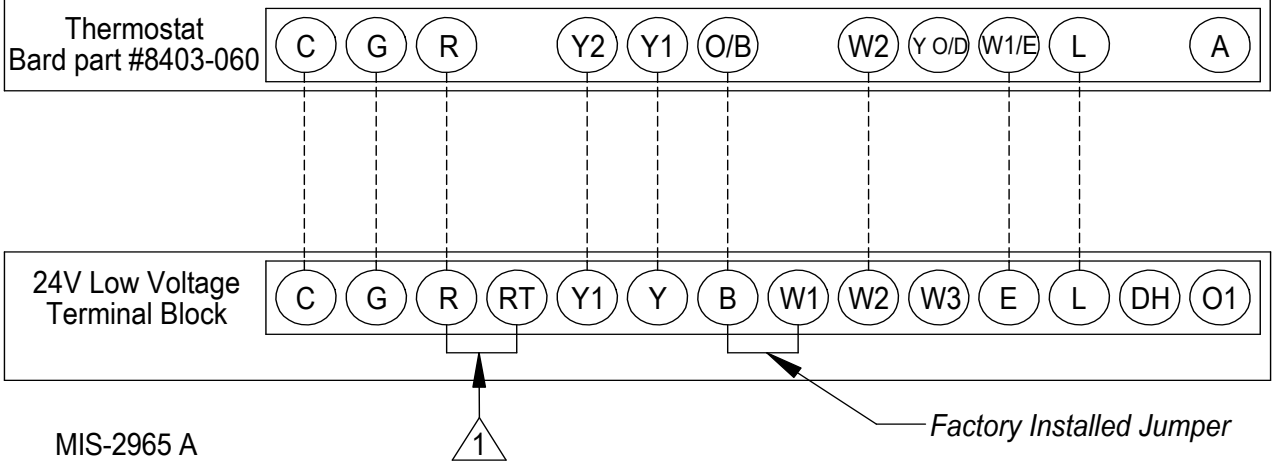 Thermostat
Bard part #8403-060
C G R Y2 Y1 O/B W2 Y O/D W1/E L A
24V Low Voltage
Terminal Block
C G R RT Y1 Y B W1 W2 W3 E L DH O1
Factory Installed Jumper
MIS-2965 A
1